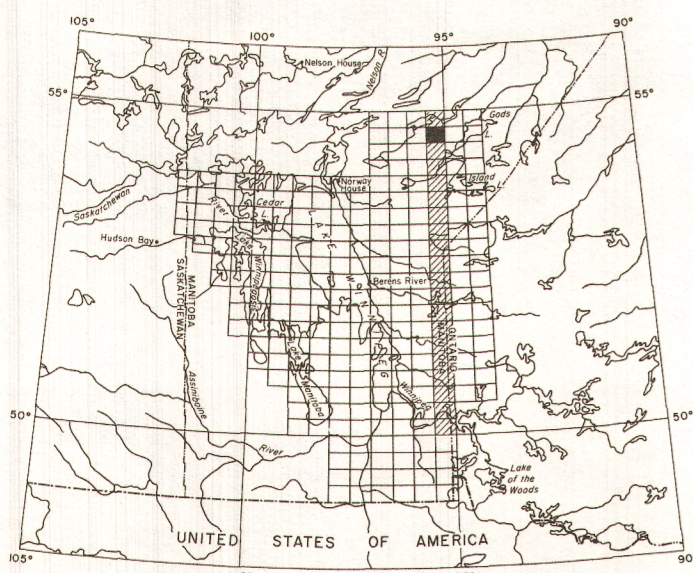 105°
100°
95°
90°
Nelson House
Nelson R
55°
55°
Gods
L.
Norway
House
Island
L.
Saskatchewan
River
Cedar
L.
LAKE
Hudson Bay
Lake
Winnipegosis
WINNIPEG
Berens River
MANITOBA
SASKATCHEWAN
ONTARIO
MANITOBA
Lake
Manitoba
Winnipeg
Assiniboine
River
50°
50°
Lake
of the
Woods
UNITED STATES OF AMERICA
105°
90